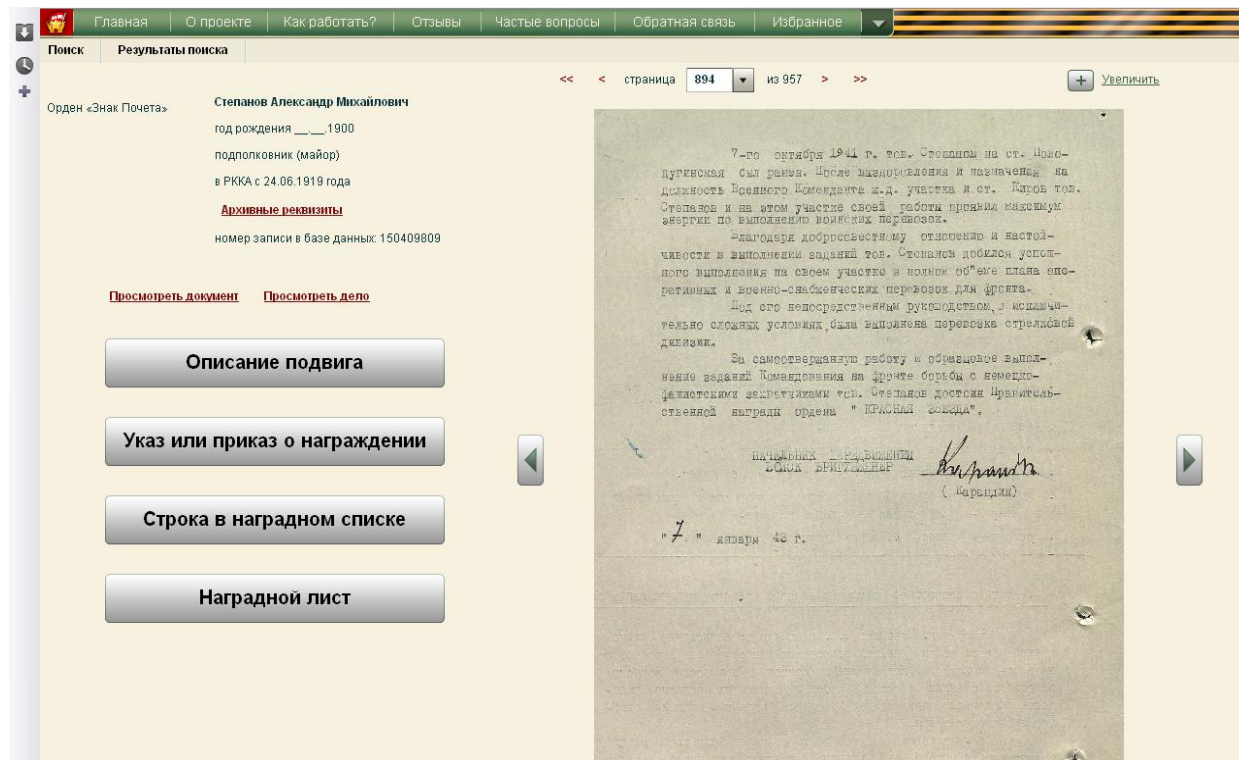 Главная
О проекте
Как работать?
Отзывы
Частые вопросы
Обратная связь
Избранное
Поиск
Результаты поиска
<< < страница 894 из 957 > >>
+ Увеличить
Орден «Знак Почета»
Степанов Александр Михайлович
год рождения __.__.1900
подполковник (майор)
в РККА с 24.06.1919 года
Архивные реквизиты
номер записи в базе данных: 150409809
Просмотреть документ
Просмотреть дело
Описание подвига
Указ или приказ о награждении
Строка в наградном списке
Наградной лист
7-го октября 1941 г. тов. Степанов на ст. Ново-
дугинская был ранен. После выздоровления и назначения на
должность Военного Коменданта ж.д. участка и ст. Киров тов.
Степанов и на этом участке своей работы проявил максимум
энергии по выполнению воинских перевозок.
Благодаря добросовестному отношению и настой-
чивости в выполнении заданий тов. Степанов добился успеш-
ного выполнения на своем участке в полном об"еме плана опе-
ративных и военно-снабженческих перевозок для фронта.
Под его непосредственным руководством, в исключи-
тельно сложных условиях, была выполнена перевозка стрелковой
дивизии.
За самоотверженную работу и образцовое выпол-
нение заданий Командования на фронте борьбы с немецко-
фашистскими захватчиками тов. Степанов достоин Правитель-
ственной награды ордена " КРАСНАЯ ЗВЕЗДА".
НАЧАЛЬНИК ПЕРЕДВИЖЕНИЯ
БРИГИНЖЕНЕР
"7" января 43 г.